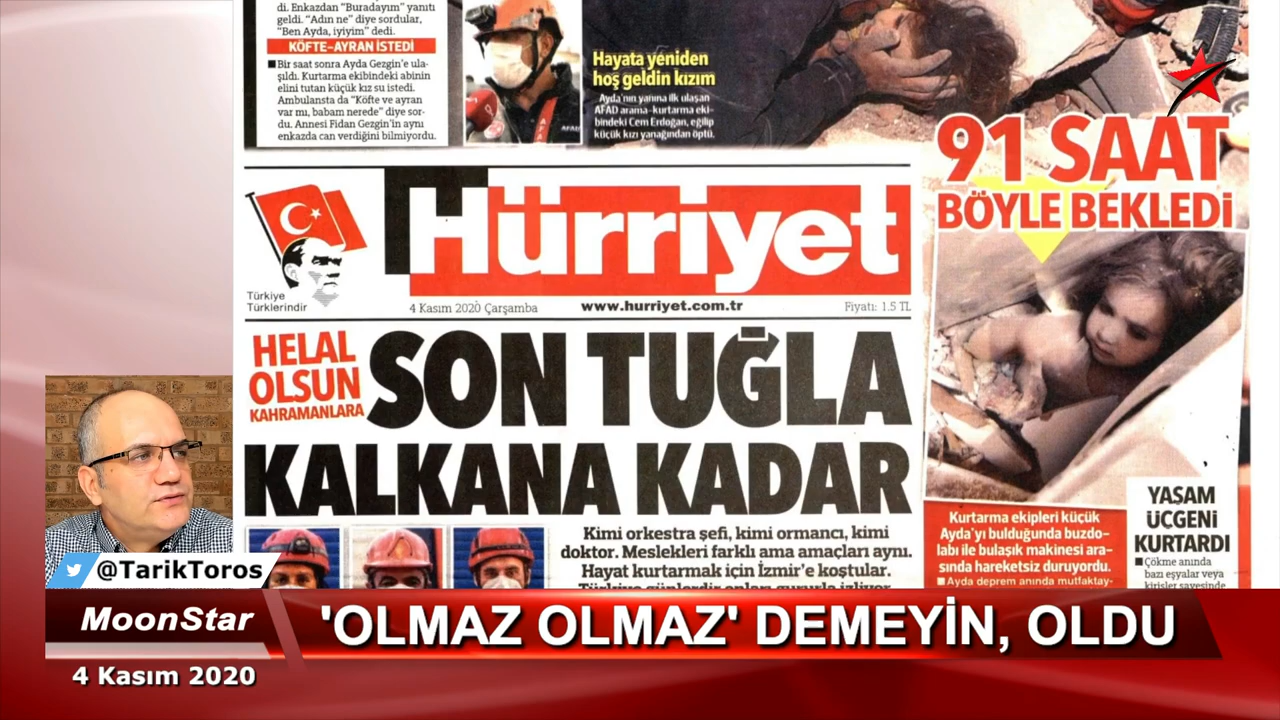 di. Enkazdan “Buradayım” yanıtı
geldi. “Adın ne” diye sordular,
“Ben Ayda, iyiyim” dedi.
KÖFTE-AYRAN İSTEDİ
Bir saat sonra Ayda Gezgin’e ula-
şıldı. Kurtarma ekibindeki abinin
elini tutan küçük kız su istedi.
Ambulansta da “Köfte ve ayran
var mı, babam nerede” diye sor-
du. Annesi Fidan Gezgin’in aynı
enkazda can verdiğini bilmiyordu.
Hayata yeniden
hoş geldin kızım
Ayda’nın yanına ilk ulaşan
AFAD arama-kurtarma eki-
bindeki Cem Erdoğan, eğilip
küçük kızı yanağından öptü.
91 SAAT
BÖYLE BEKLEDİ
Hürriyet
Türkiye
Türklerindir
4 Kasım 2020 Çarşamba
www.hurriyet.com.tr
Fiyatı: 1.5 TL
HELAL
OLSUN
KAHRAMANLARA
SON TUĞLA
KALKANA KADAR
Kimi orkestra şefi, kimi ormancı, kimi
doktor. Meslekleri farklı ama amaçları aynı.
Hayat kurtarmak için İzmir’e koştular.
Kurtarma ekipleri küçük
Ayda’yı bulduğunda buzdo-
labı ile bulaşık makinesi ara-
sında hareketsiz duruyordu.
Ayda deprem anında mutfaktay-
YAŞAM
ÜÇGENİ
KURTARDI
Çökme anında
bazı eşyalar veya
kirişler sayesinde
@TarikToros
MoonStar
'OLMAZ OLMAZ' DEMEYİN, OLDU
4 Kasım 2020